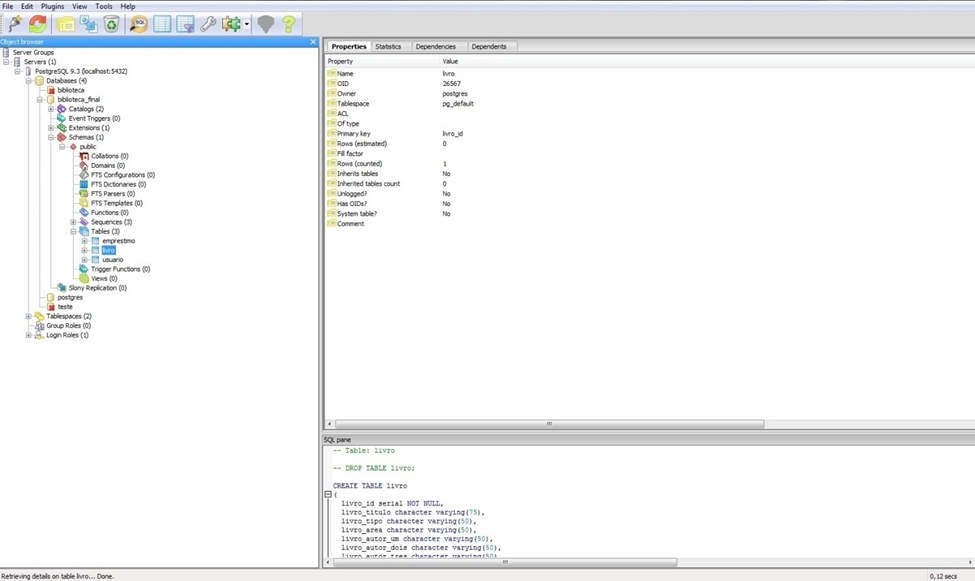 File Edit Plugins View Tools Help
SQL
Object browser
Server Groups
Servers (1)
PostgreSQL 9.3 (localhost:5432)
Databases (4)
biblioteca
biblioteca_final
Catalogs (2)
Event Triggers (0)
Extensions (1)
Schemas (1)
public
Collations (0)
Domains (0)
FTS Configurations (0)
FTS Dictionaries (0)
FTS Parsers (0)
FTS Templates (0)
Functions (0)
Sequences (3)
Tables (3)
emprestimo
livro
usuario
Trigger Functions (0)
Views (0)
Slony Replication (0)
postgres
teste
Tablespaces (2)
Group Roles (0)
Login Roles (1)
Properties Statistics Dependencies Dependents
Property Value
Name livro
OID 26567
Owner postgres
Tablespace pg_default
ACL
Of type
Primary key livro_id
Rows (estimated) 0
Fill factor
Rows (counted) 1
Inherits tables No
Inherited tables count 0
Unlogged? No
Has OIDs? No
System table? No
Comment
SQL pane
-- Table: livro
-- DROP TABLE livro;
CREATE TABLE livro
(
livro_id serial NOT NULL,
livro_titulo character varying(75),
livro_tipo character varying(50),
livro_area character varying(50),
livro_autor_um character varying(50),
livro_autor_dois character varying(50),
livro_autor_tres character varying(50)
Retrieving details on table livro... Done. 0,12 secs